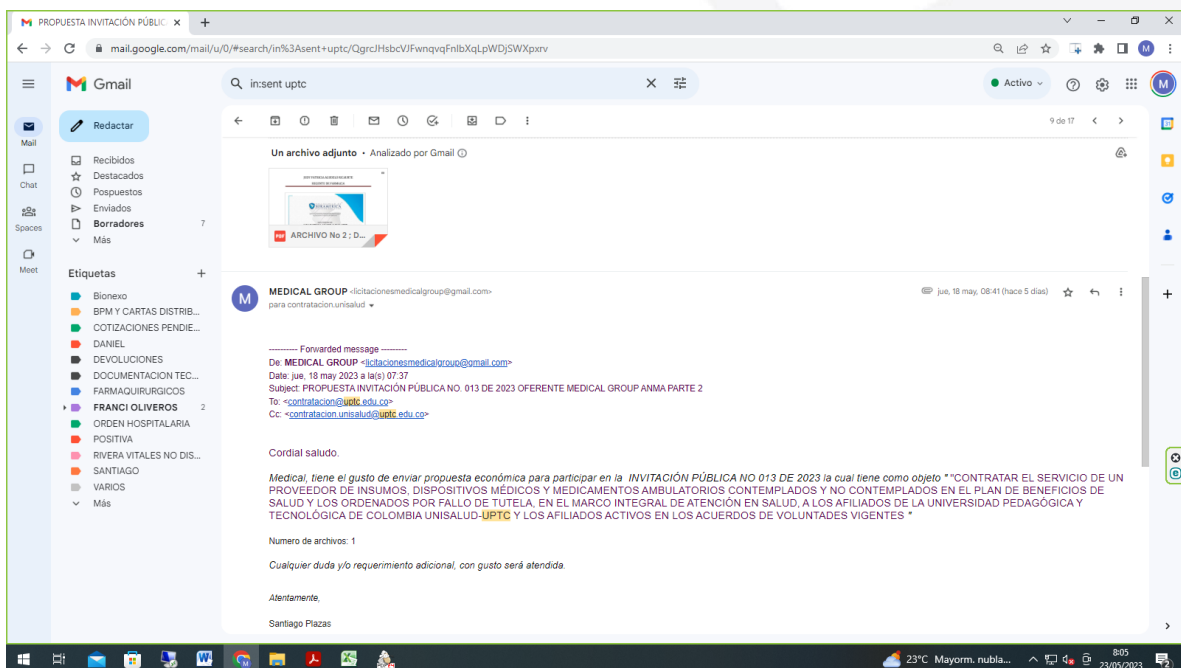 PROPUESTA INVITACIÓN PÚBLIC
mail.google.com/mail/u/0/#search/in%3Asent+uptc/QgrcJHsbcVJFwnqvqFnlbXqLpWDjSWXpxrv
M
Gmail
in:sent uptc
Activo
M
Mail
Chat
Spaces
Meet
Redactar
Recibidos
Destacados
Pospuestos
Enviados
Borradores 7
Más
Etiquetas
Bionexo
BPM Y CARTAS DISTRIB...
COTIZACIONES PENDIE...
DANIEL
DEVOLUCIONES
DOCUMENTACION TEC...
FARMAQUIRURGICOS
FRANCI OLIVEROS 2
ORDEN HOSPITALARIA
POSITIVA
RIVERA VITALES NO DIS...
SANTIAGO
VARIOS
Más
9 de 17
Un archivo adjunto • Analizado por Gmail
PDF ARCHIVO No 2 ; D...
M
MEDICAL GROUP <licitacionesmedicalgroup@gmail.com>
jue, 18 may, 08:41 (hace 5 días)
para contratacion.unisalud
---------- Forwarded message ---------
De: MEDICAL GROUP <licitacionesmedicalgroup@gmail.com>
Date: jue, 18 may 2023 a la(s) 07:37
Subject: PROPUESTA INVITACIÓN PÚBLICA NO. 013 DE 2023 OFERENTE MEDICAL GROUP ANMA PARTE 2
To: <contratacion@uptc.edu.co>
Cc: <contratacion.unisalud@uptc.edu.co>
Cordial saludo.
Medical, tiene el gusto de enviar propuesta económica para participar en la INVITACIÓN PÚBLICA NO 013 DE 2023 la cual tiene como objeto " "CONTRATAR EL SERVICIO DE UN
PROVEEDOR DE INSUMOS, DISPOSITIVOS MÉDICOS Y MEDICAMENTOS AMBULATORIOS CONTEMPLADOS Y NO CONTEMPLADOS EN EL PLAN DE BENEFICIOS DE
SALUD Y LOS ORDENADOS POR FALLO DE TUTELA, EN EL MARCO INTEGRAL DE ATENCIÓN EN SALUD, A LOS AFILIADOS DE LA UNIVERSIDAD PEDAGÓGICA Y
TECNOLÓGICA DE COLOMBIA UNISALUD-UPTC Y LOS AFILIADOS ACTIVOS EN LOS ACUERDOS DE VOLUNTADES VIGENTES "
Numero de archivos: 1
Cualquier duda y/o requerimiento adicional, con gusto será atendida.
Atentamente,
Santiago Plazas
23°C Mayorm. nubla...
8:05
23/05/2023